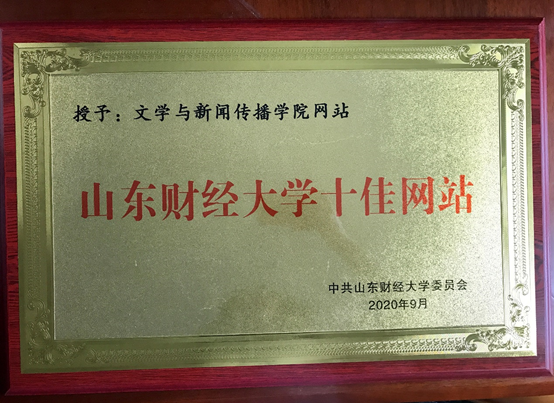 授予：文学与新闻传播学院网站
山东财经大学十佳网站
中共山东财经大学委员会
2020年9月